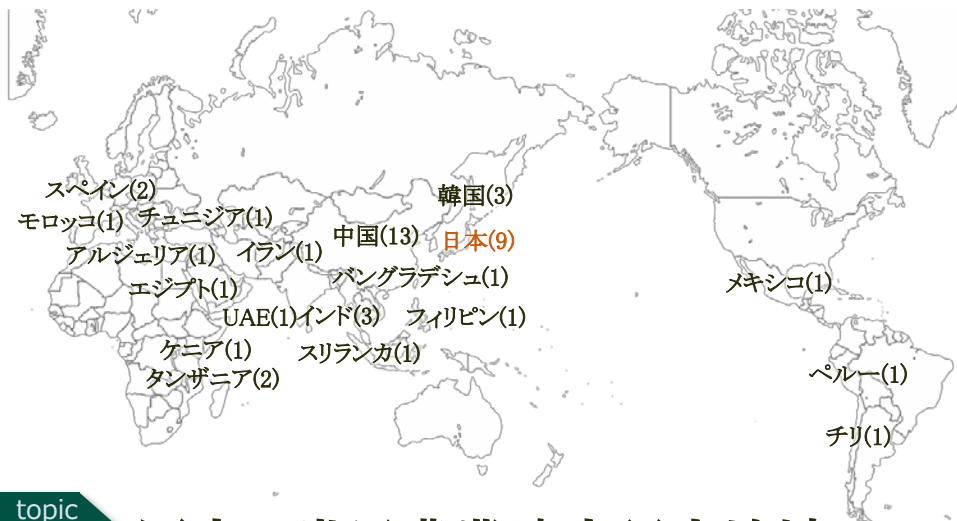 スペイン(2)
韓国(3)
モロッコ(1) チュニジア(1)
中国(13) 日本(9)
アルジェリア(1) イラン(1)
バングラデシュ(1)
エジプト(1)
メキシコ(1)
UAE(1)インド(3) フィリピン(1)
ケニア(1) スリランカ(1)
タンザニア(2)
ペルー(1)
チリ(1)
topic